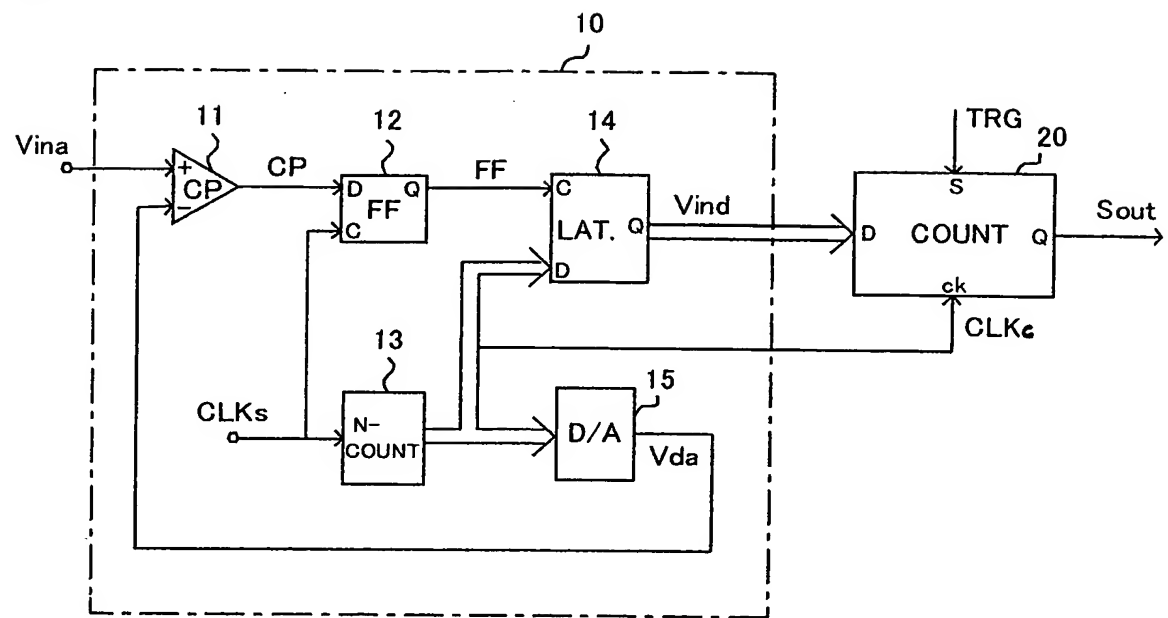 10
11
12
14
TRG
20
Vina
+
CP
−
CP
D Q
FF
C
FF
C
LAT. Q
D
Vind
S
D COUNT Q
ck
Sout
CLKc
13
15
CLKs
N-
COUNT
D/A
Vda